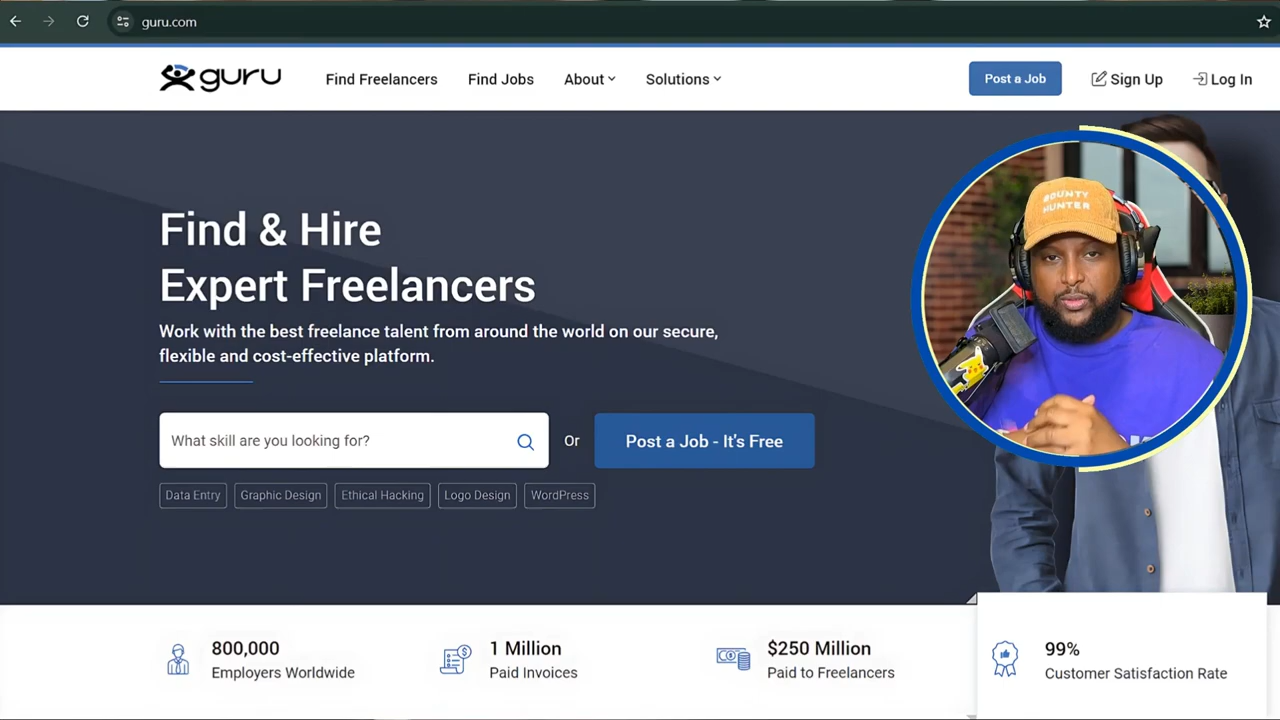 guru.com
guru
Find Freelancers
Find Jobs
About
Solutions
Post a Job
Sign Up
Log In
Find & Hire
Expert Freelancers
Work with the best freelance talent from around the world on our secure,
flexible and cost-effective platform.
What skill are you looking for?
Or
Post a Job - It's Free
Data Entry
Graphic Design
Ethical Hacking
Logo Design
WordPress
BOUNTY
HUNTER
800,000
Employers Worldwide
1 Million
Paid Invoices
$250 Million
Paid to Freelancers
99%
Customer Satisfaction Rate